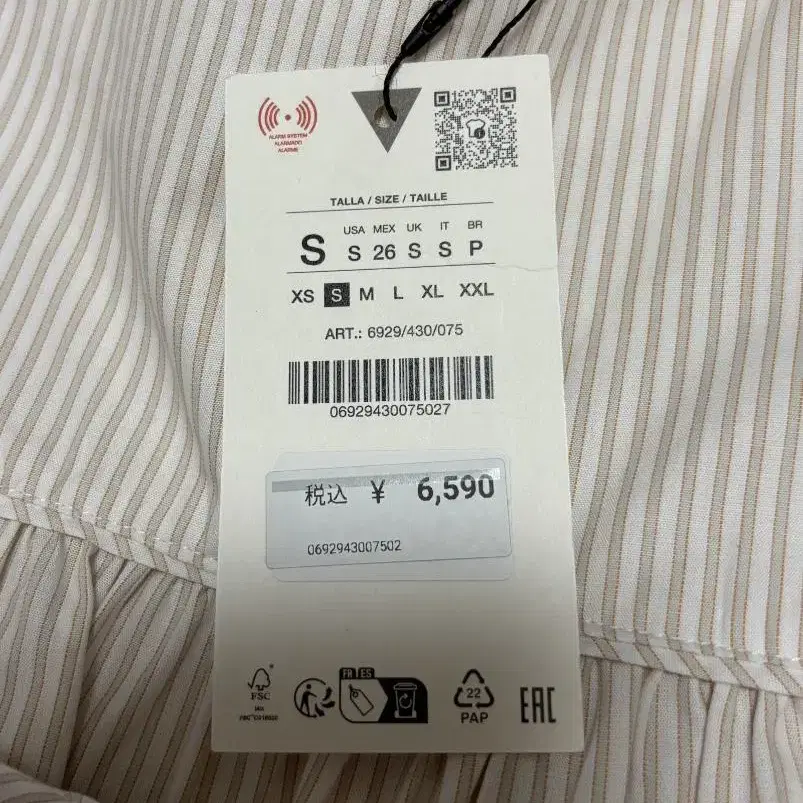 ALARM SYSTEM
ALARMADO
ALARME
TALLA / SIZE / TAILLE
USA MEX UK IT BR
S S 26 S S P
XS S M L XL XXL
ART.: 6929/430/075
06929430075027
税込 ¥ 6,590
0692943007502
FR ES
FSC
MIX
22
PAP
EAC